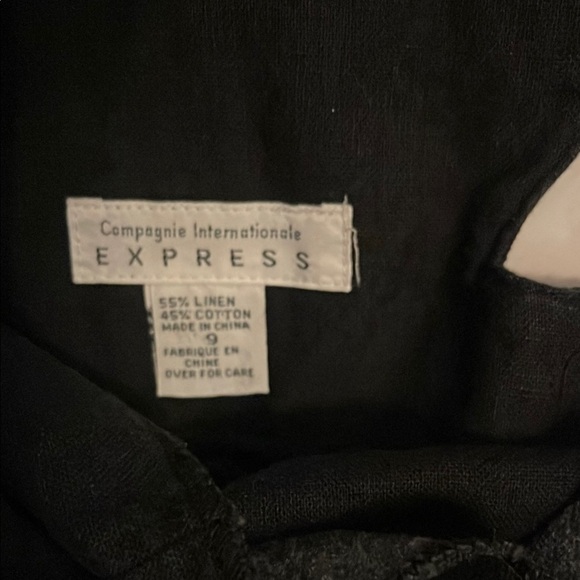 Compagnie Internationale
EXPRESS
55% LINEN
45% COTTON
MADE IN CHINA
9
FABRIQUE EN
CHINE
OVER FOR CARE